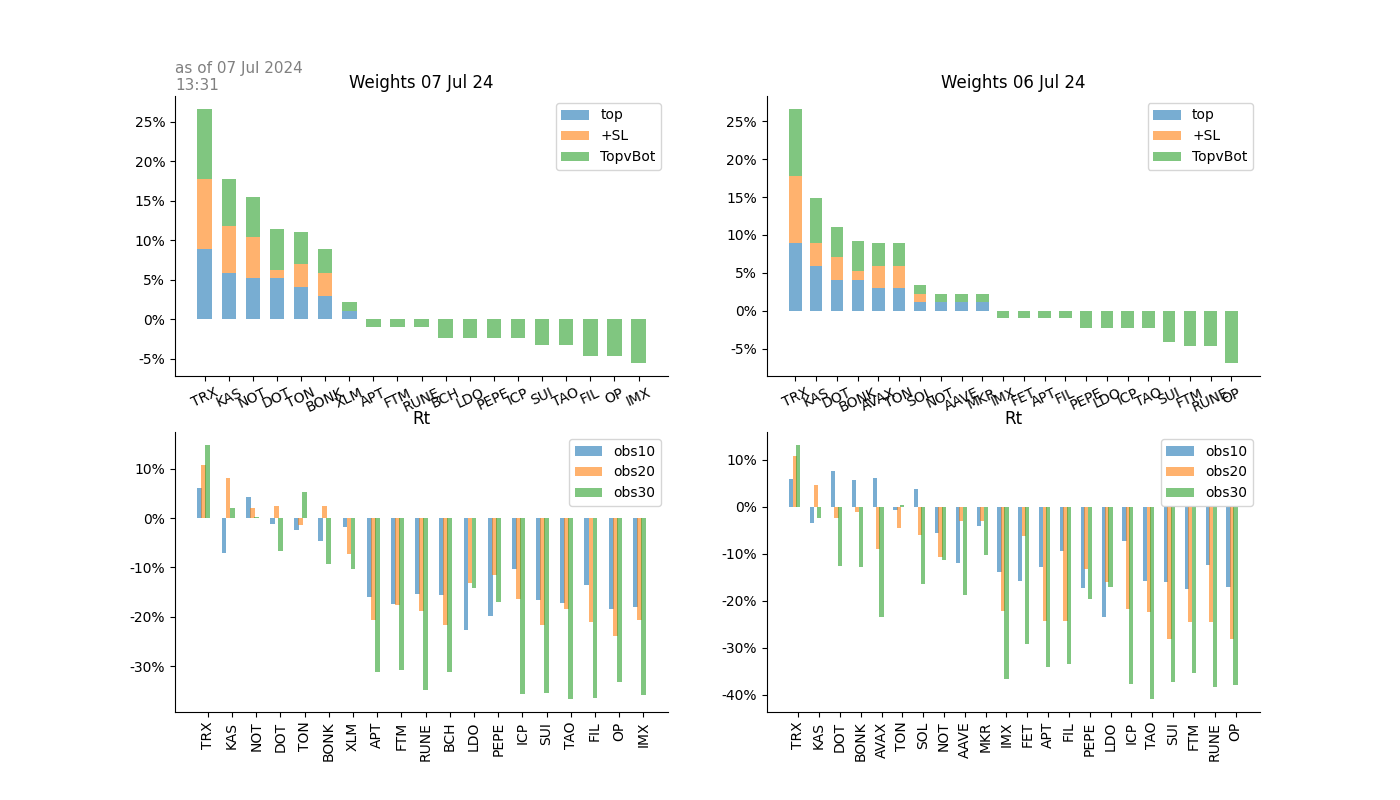 as of 07 Jul 2024
13:31
Weights 07 Jul 24
25%
20%
15%
10%
5%
0%
-5%
top
+SL
TopvBot
TRX KAS NOT DOT TON BONK XLM APT FTM RUNE BCH LDO PEPE ICP SUI TAO FIL OP IMX
Weights 06 Jul 24
25%
20%
15%
10%
5%
0%
-5%
top
+SL
TopvBot
TRX KAS DOT BONK AVAX TON SOL NOT AAVE MKR IMX FET APT FIL PEPE LDO ICP TAO SUI FTM RUNE OP
Rt
10%
0%
-10%
-20%
-30%
obs10
obs20
obs30
TRX KAS NOT DOT TON BONK XLM APT FTM RUNE BCH LDO PEPE ICP SUI TAO FIL OP IMX
Rt
10%
0%
-10%
-20%
-30%
-40%
obs10
obs20
obs30
TRX KAS DOT BONK AVAX TON SOL NOT AAVE MKR IMX FET APT FIL PEPE LDO ICP TAO SUI FTM RUNE OP